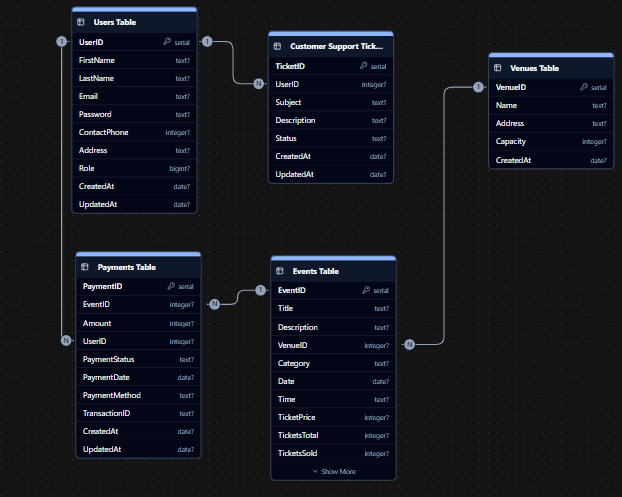 Users Table
UserID serial
FirstName text?
LastName text?
Email text?
Password text?
ContactPhone integer?
Address text?
Role bigint?
CreatedAt date?
UpdatedAt date?
1
1
N
Customer Support Tick...
TicketID serial
UserID integer?
Subject text?
Description text?
Status text?
CreatedAt date?
UpdatedAt date?
1
Venues Table
VenueID serial
Name text?
Address text?
Capacity integer?
CreatedAt date?
Payments Table
PaymentID serial
EventID integer?
Amount integer?
UserID integer?
PaymentStatus text?
PaymentDate date?
PaymentMethod text?
TransactionID text?
CreatedAt date?
UpdatedAt date?
N
N
1
Events Table
EventID serial
Title text?
Description text?
VenueID integer?
Category text?
Date date?
Time text?
TicketPrice integer?
TicketsTotal integer?
TicketsSold integer?
Show More
N